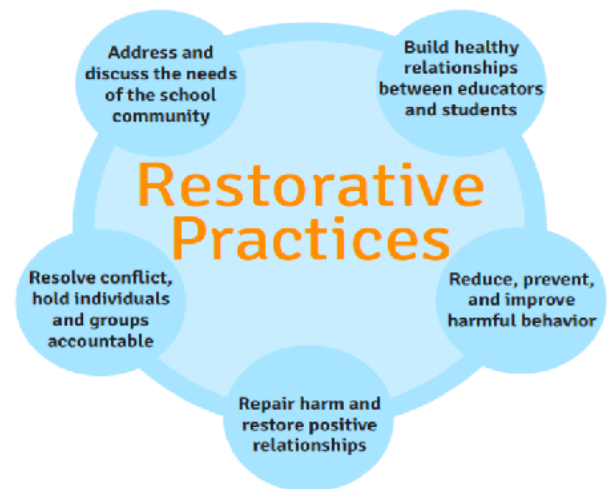 Address and
discuss the needs
of the school
community
Build healthy
relationships
between educators
and students
Restorative
Practices
Resolve conflict,
hold individuals
and groups
accountable
Reduce, prevent,
and improve
harmful behavior
Repair harm and
restore positive
relationships